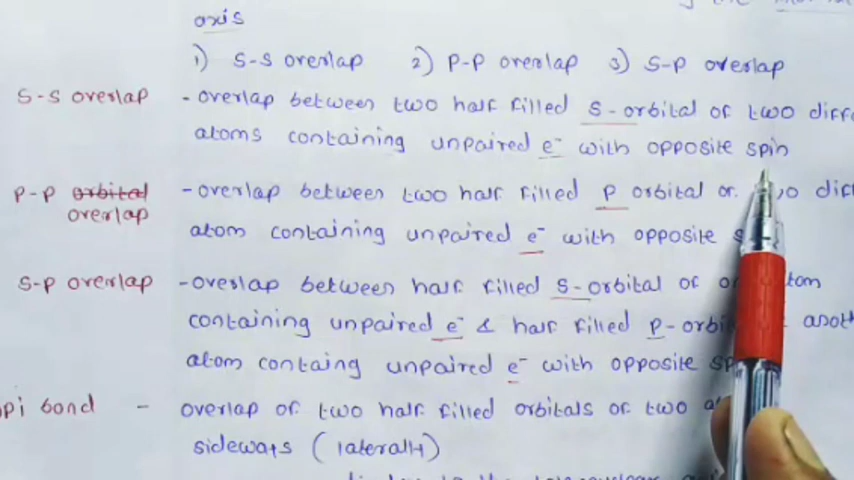 axis
1) S-S overlap 2) P-P overlap 3) S-P overlap
S-S overlap - overlap between two half filled S-orbital of two
atoms containing unpaired e⁻ with opposite spin
P-P orbital - overlap between two half filled P orbital
overlap atom containing unpaired e⁻ with opposite
S-P overlap - overlap between half filled S-orbital of
containing unpaired e⁻ & half filled P-
atom containg unpaired e⁻ with opposite
pi bond - overlap of two half filled orbitals of two
sideways (laterally)